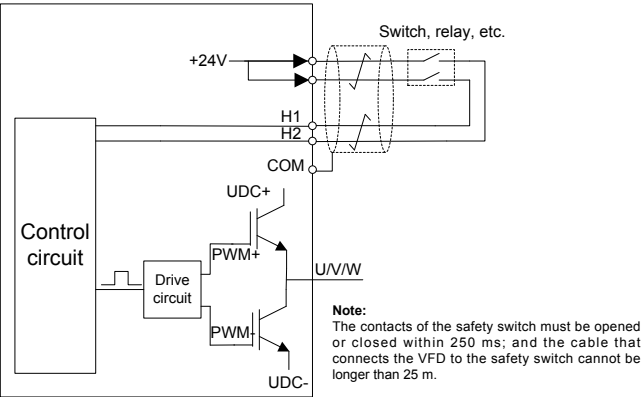 Switch, relay, etc.
+24V
H1
H2
COM
UDC+
Control
circuit
PWM+
Drive
circuit
U/V/W
PWM-
UDC-
Note:
The contacts of the safety switch must be opened
or closed within 250 ms; and the cable that
connects the VFD to the safety switch cannot be
longer than 25 m.